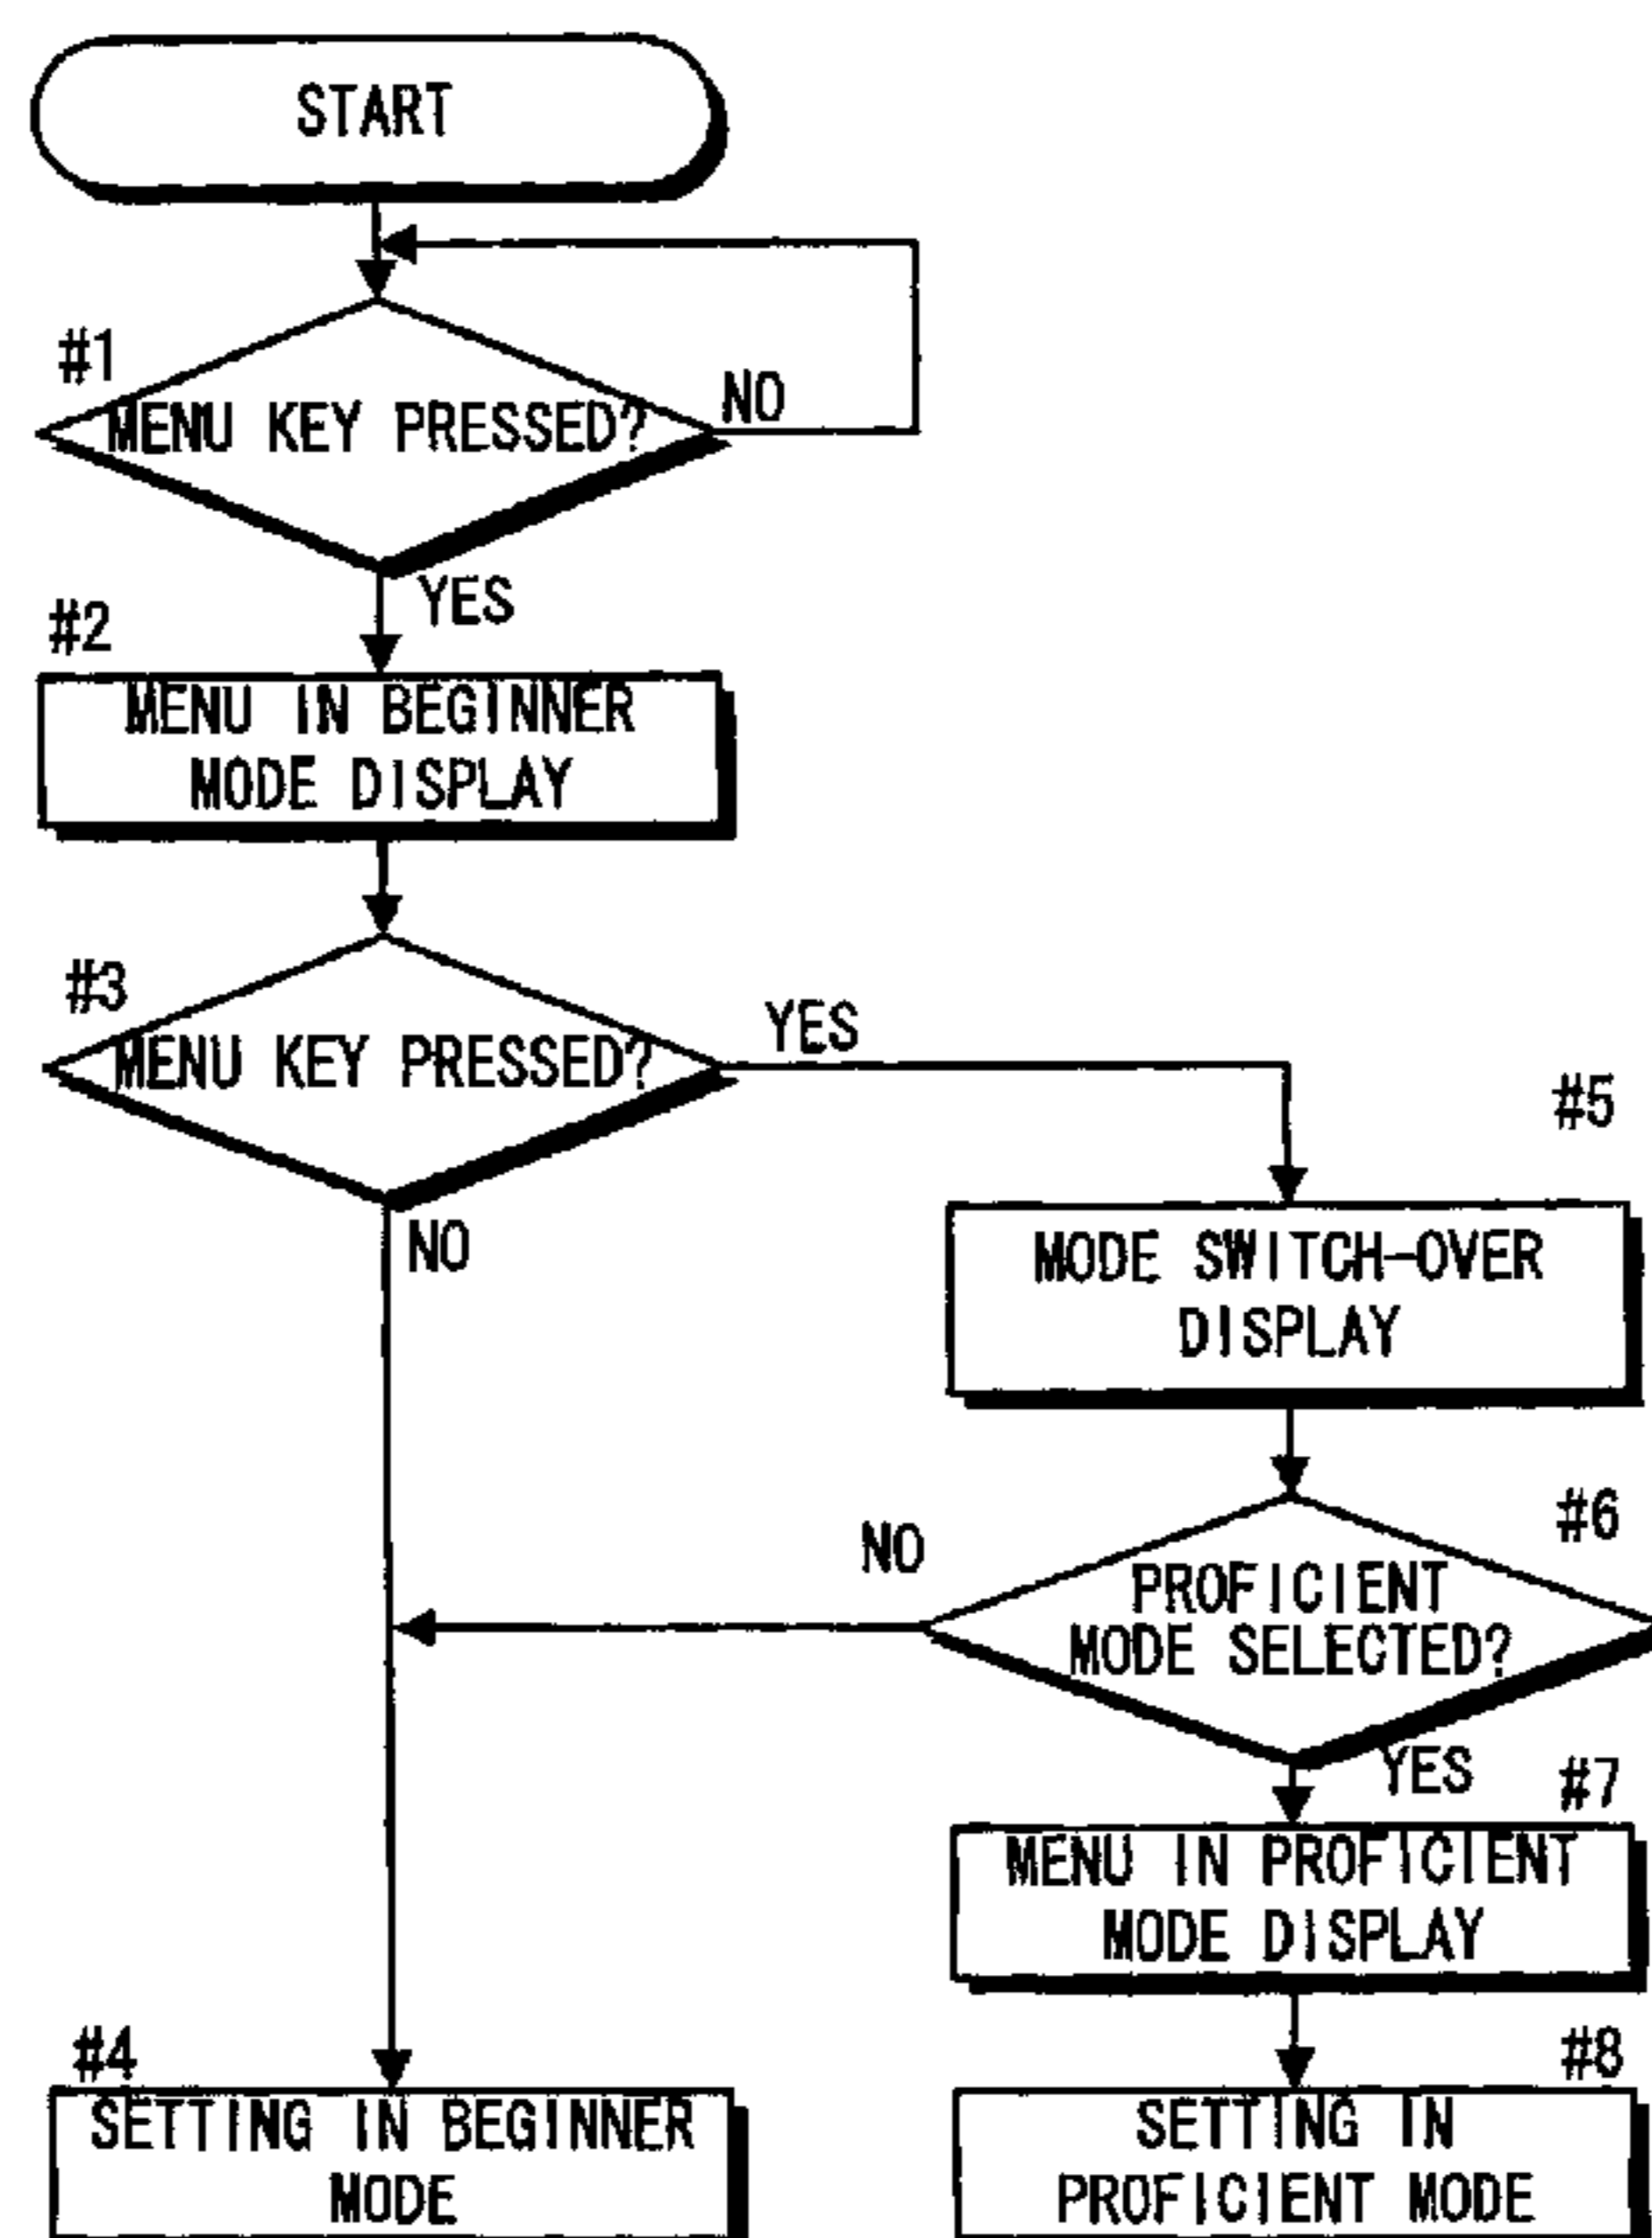 START
#1
MENU KEY PRESSED?
NO
YES
#2
MENU IN BEGINNER
MODE DISPLAY
#3
MENU KEY PRESSED?
YES
NO
#5
MODE SWITCH-OVER
DISPLAY
#6
NO
PROFICIENT
MODE SELECTED?
YES
#7
MENU IN PROFICIENT
MODE DISPLAY
#4
SETTING IN BEGINNER
MODE
#8
SETTING IN
PROFICIENT MODE